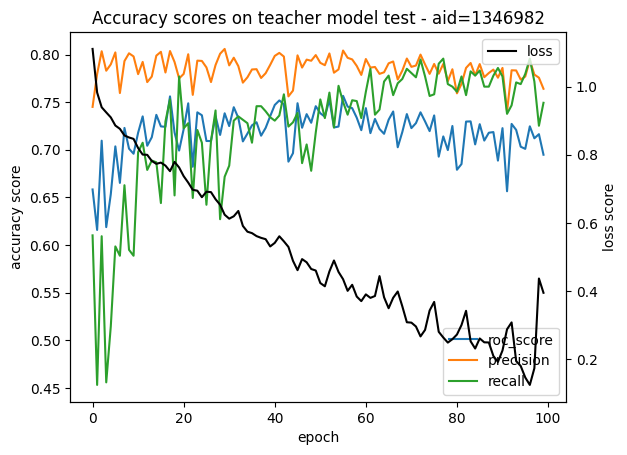 Accuracy scores on teacher model test - aid=1346982
loss
accuracy score
0.80
0.75
0.70
0.65
0.60
0.55
0.50
0.45
1.0
0.8
0.6
0.4
0.2
loss score
roc_score
precision
recall
0
20
40
60
80
100
epoch